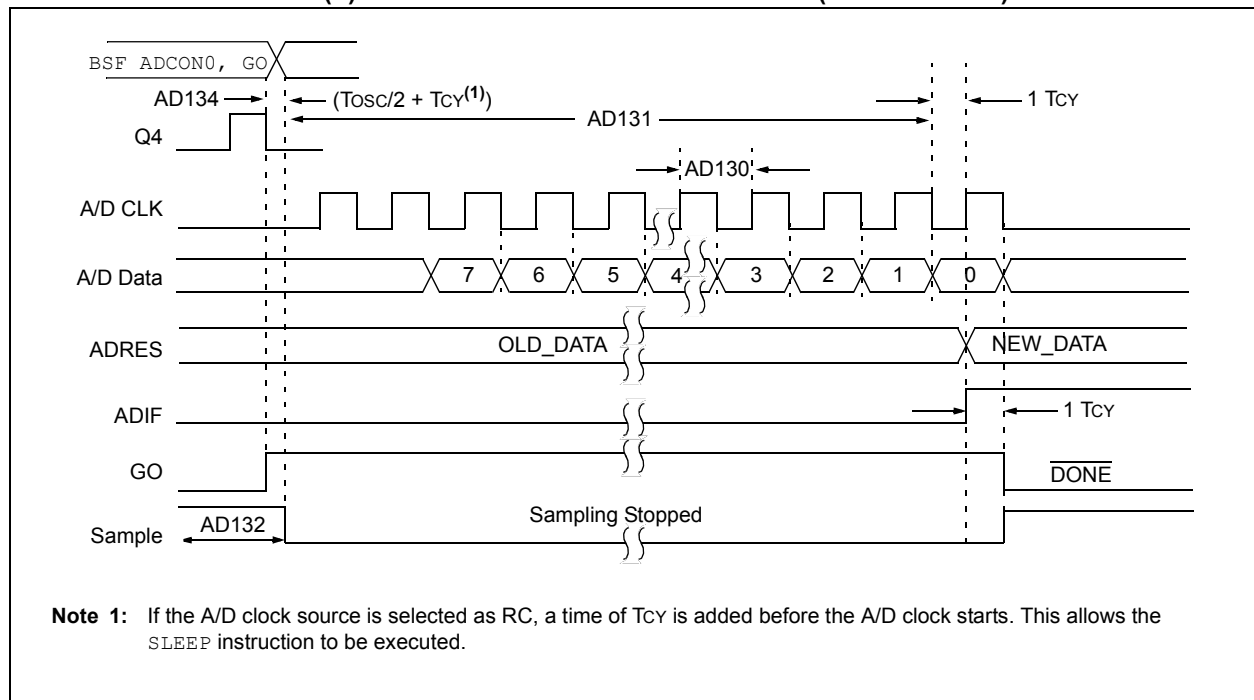 BSF ADCON0, GO
AD134
(TOSC/2 + TCY(1))
1 TCY
AD131
Q4
AD130
A/D CLK
A/D Data
7
6
5
4
3
2
1
0
ADRES
OLD_DATA
NEW_DATA
ADIF
1 TCY
GO
DONE
Sample
AD132
Sampling Stopped
Note 1: If the A/D clock source is selected as RC, a time of TCY is added before the A/D clock starts. This allows the
SLEEP instruction to be executed.